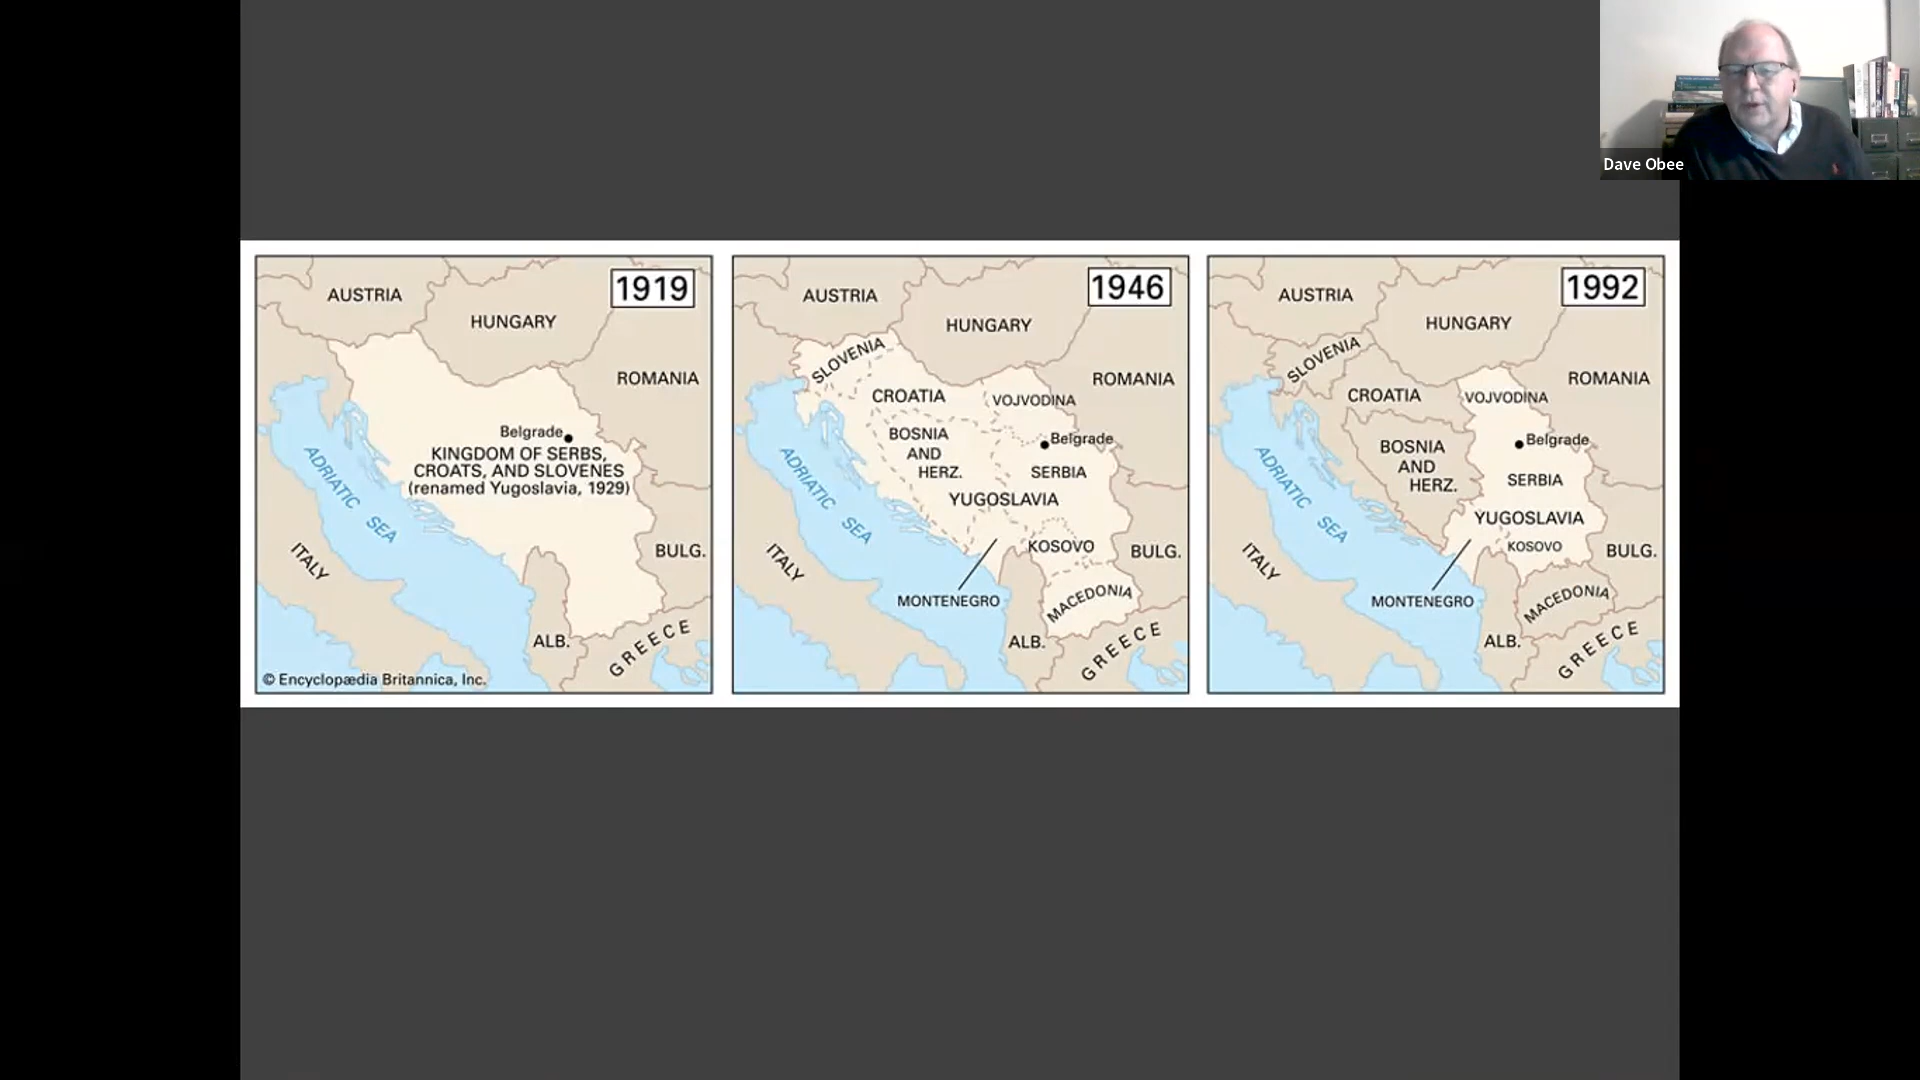 Dave Obee
1919
AUSTRIA
HUNGARY
ROMANIA
Belgrade
KINGDOM OF SERBS,
CROATS, AND SLOVENES
(renamed Yugoslavia, 1929)
ADRIATIC SEA
ITALY
BULG.
ALB.
GREECE
© Encyclopædia Britannica, Inc.
1946
AUSTRIA
HUNGARY
SLOVENIA
ROMANIA
CROATIA
VOJVODINA
BOSNIA
AND
HERZ.
Belgrade
SERBIA
YUGOSLAVIA
ADRIATIC SEA
ITALY
KOSOVO
BULG.
MONTENEGRO
MACEDONIA
ALB.
GREECE
1992
AUSTRIA
HUNGARY
SLOVENIA
ROMANIA
CROATIA
VOJVODINA
BOSNIA
AND
HERZ.
Belgrade
SERBIA
YUGOSLAVIA
ADRIATIC SEA
ITALY
KOSOVO
BULG.
MONTENEGRO
MACEDONIA
ALB.
GREECE